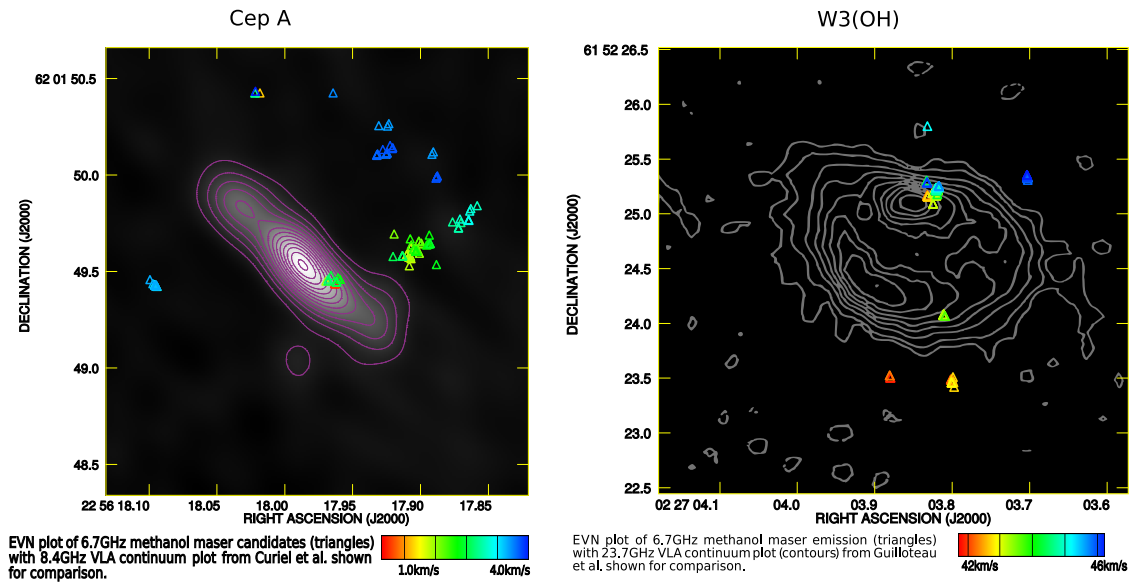 Cep A
62 01 50.5
50.0
49.5
49.0
48.5
DECLINATION (J2000)
22 56 18.10 18.05 18.00 17.95 17.90 17.85
RIGHT ASCENSION (J2000)
EVN plot of 6.7GHz methanol maser candidates (triangles)
with 8.4GHz VLA continuum plot from Curiel et al. shown
for comparison.
1.0km/s 4.0km/s
W3(OH)
61 52 26.5
26.0
25.5
25.0
24.5
24.0
23.5
23.0
22.5
DECLINATION (J2000)
02 27 04.1 04.0 03.9 03.8 03.7 03.6
RIGHT ASCENSION (J2000)
EVN plot of 6.7GHz methanol maser emission (triangles)
with 23.7GHz VLA continuum plot (contours) from Guilloteau
et al. shown for comparison.
42km/s 46km/s